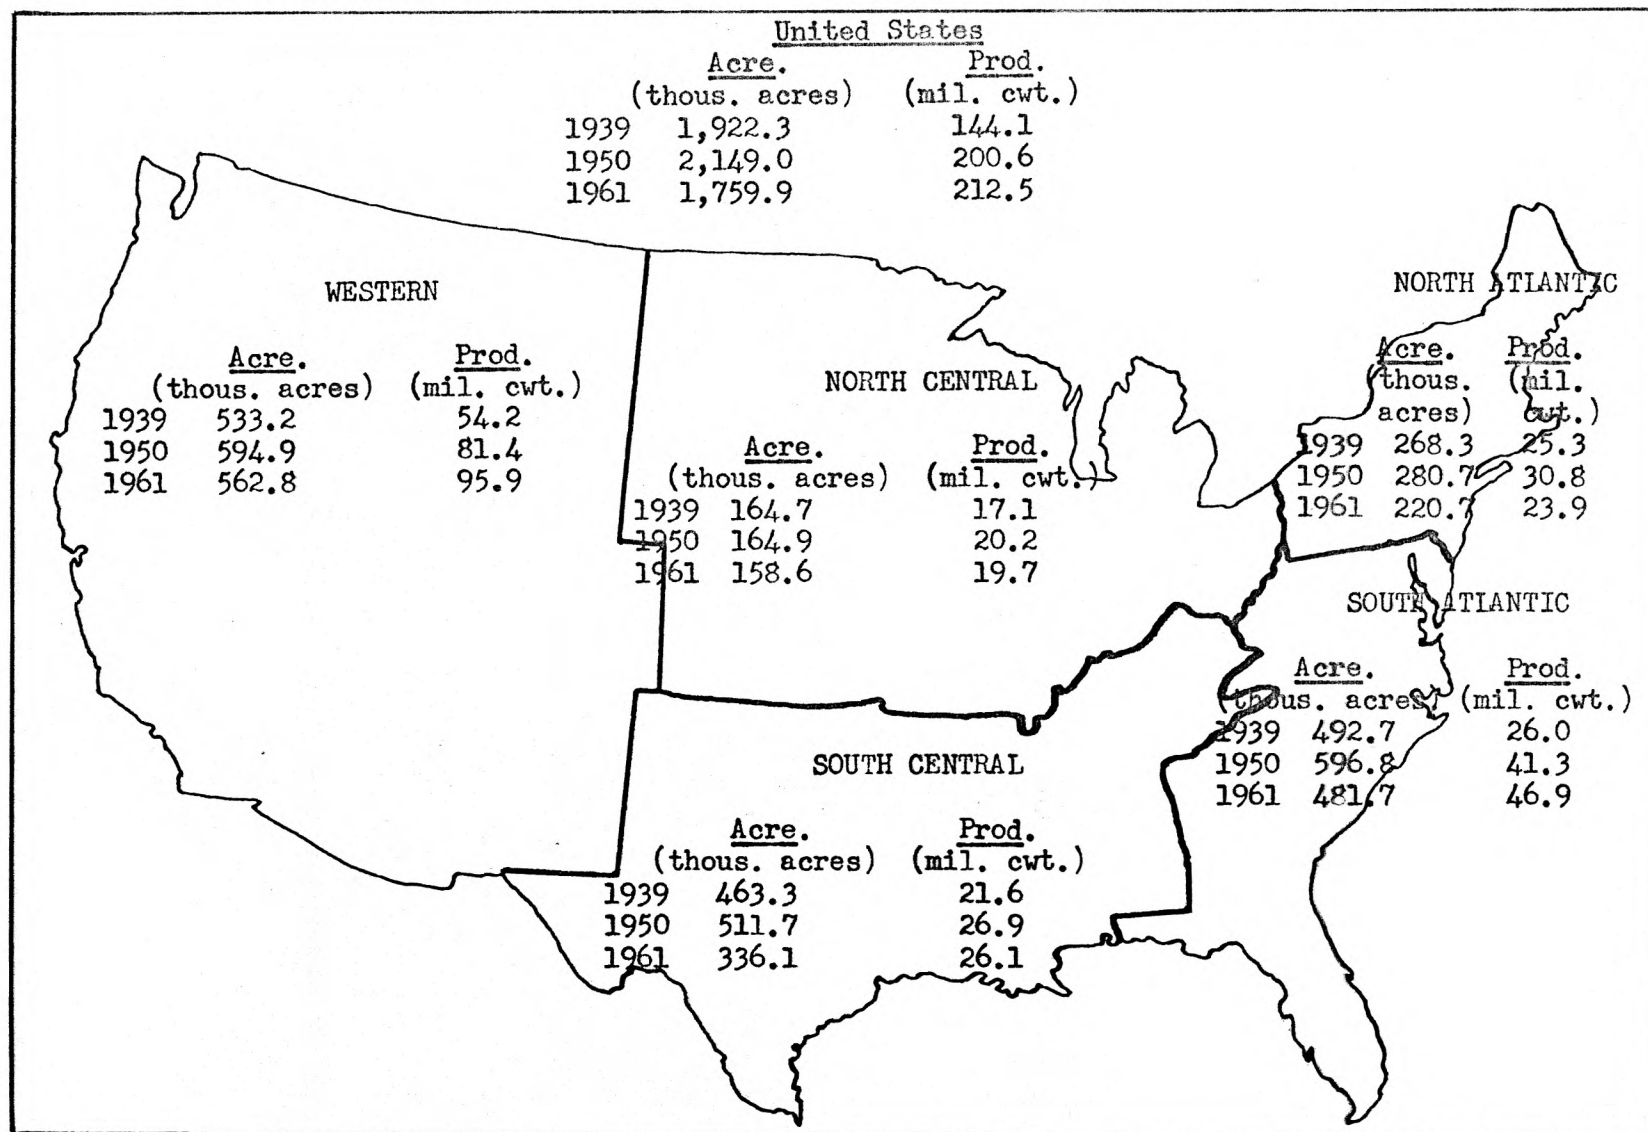 United States
Acre. Prod.
(thous. acres) (mil. cwt.)
1939 1,922.3 144.1
1950 2,149.0 200.6
1961 1,759.9 212.5
WESTERN
Acre. Prod.
(thous. acres) (mil. cwt.)
1939 533.2 54.2
1950 594.9 81.4
1961 562.8 95.9
NORTH CENTRAL
Acre. Prod.
(thous. acres) (mil. cwt.)
1939 164.7 17.1
1950 164.9 20.2
1961 158.6 19.7
NORTH ATLANTIC
Acre. Prod.
(thous. (mil.
acres) cwt.)
1939 268.3 25.3
1950 280.7 30.8
1961 220.7 23.9
SOUTH ATLANTIC
Acre. Prod.
(thous. acres) (mil. cwt.)
1939 492.7 26.0
1950 596.8 41.3
1961 481.7 46.9
SOUTH CENTRAL
Acre. Prod.
(thous. acres) (mil. cwt.)
1939 463.3 21.6
1950 511.7 26.9
1961 336.1 26.1